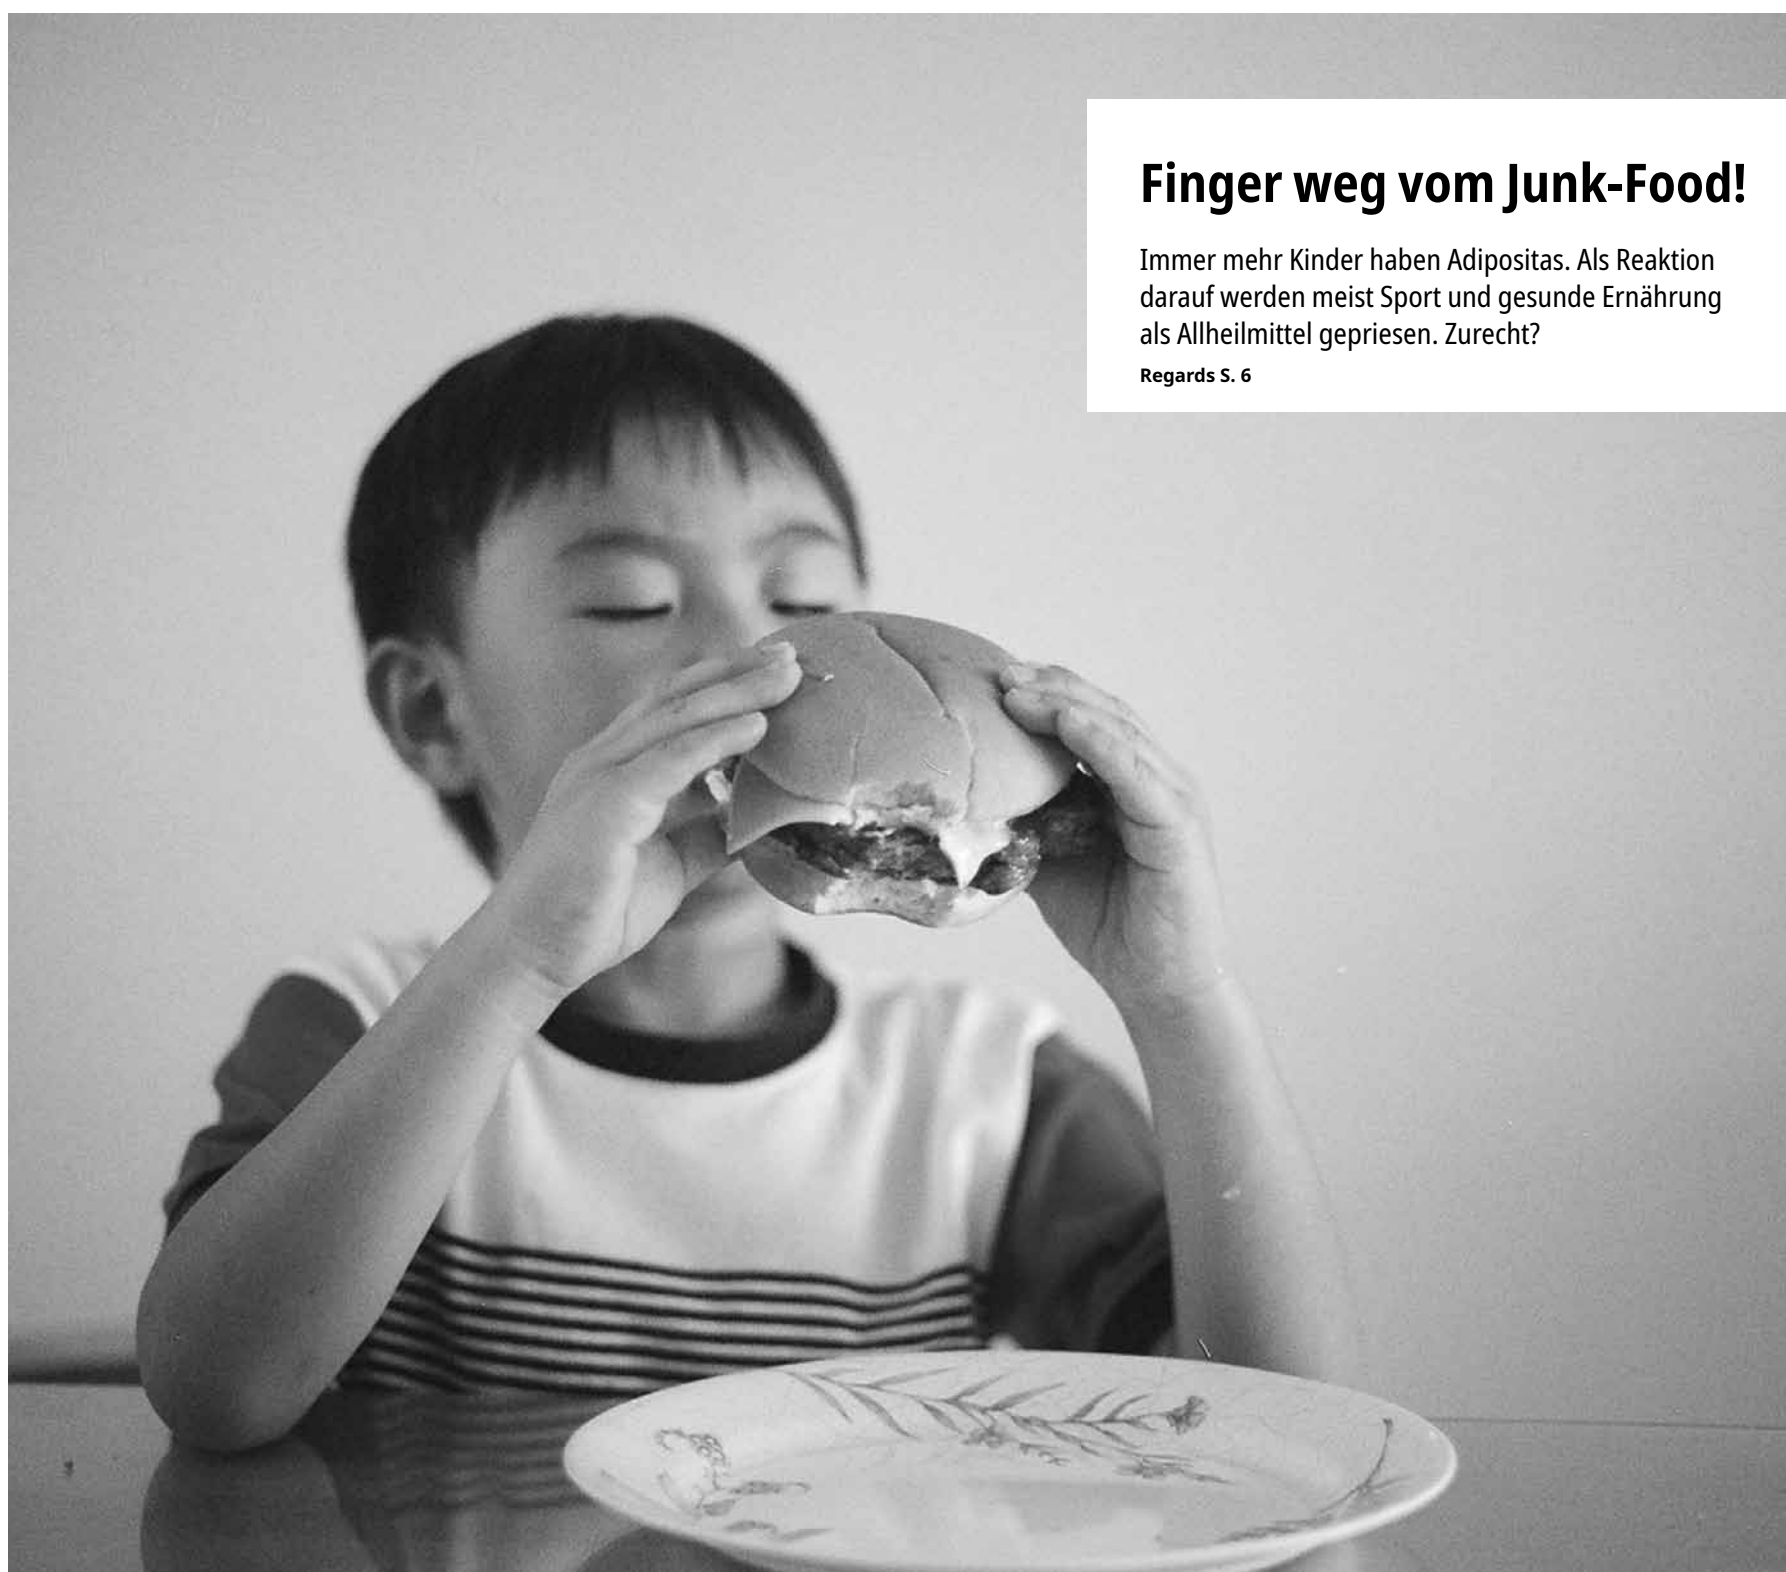 Finger weg vom Junk-Food!
Immer mehr Kinder haben Adipositas. Als Reaktion
darauf werden meist Sport und gesunde Ernährung
als Allheilmittel gepriesen. Zurecht?
Regards S. 6